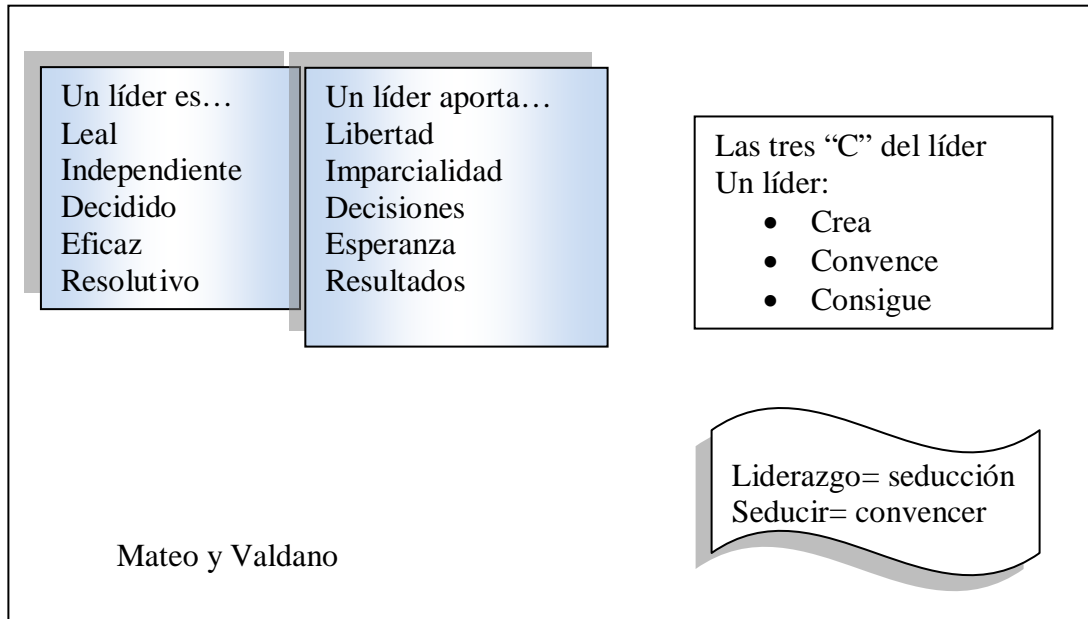 Un líder es…
Leal
Independiente
Decidido
Eficaz
Resolutivo
Un líder aporta…
Libertad
Imparcialidad
Decisiones
Esperanza
Resultados
Las tres “C” del líder
Un líder:
• Crea
• Convence
• Consigue
Liderazgo= seducción
Seducir= convencer
Mateo y Valdano